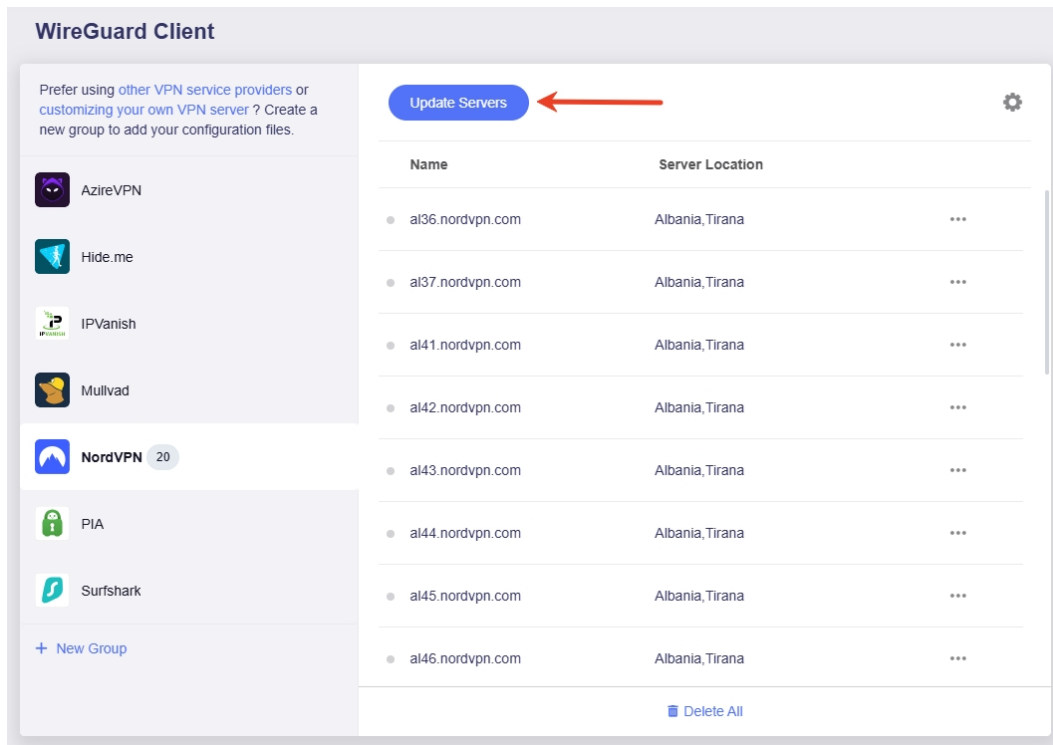 WireGuard Client
Prefer using other VPN service providers or
customizing your own VPN server ? Create a
new group to add your configuration files.
AzireVPN
Hide.me
IPVanish
Mullvad
NordVPN 20
PIA
Surfshark
+ New Group
Update Servers
Name Server Location
al36.nordvpn.com Albania,Tirana
al37.nordvpn.com Albania,Tirana
al41.nordvpn.com Albania,Tirana
al42.nordvpn.com Albania,Tirana
al43.nordvpn.com Albania,Tirana
al44.nordvpn.com Albania,Tirana
al45.nordvpn.com Albania,Tirana
al46.nordvpn.com Albania,Tirana
Delete All